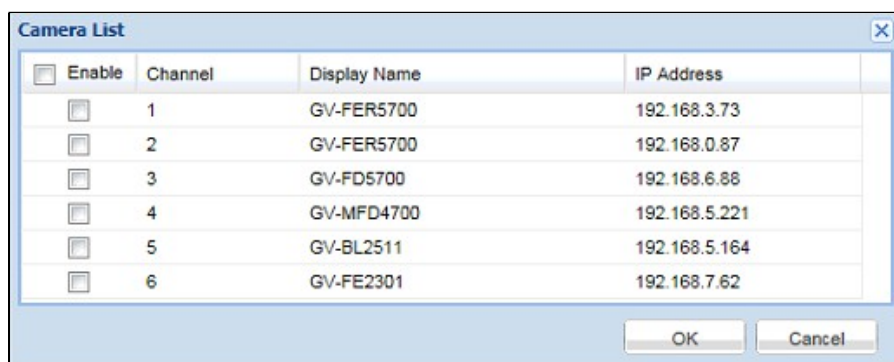 Camera List
Enable Channel Display Name IP Address
1 GV-FER5700 192.168.3.73
2 GV-FER5700 192.168.0.87
3 GV-FD5700 192.168.6.88
4 GV-MFD4700 192.168.5.221
5 GV-BL2511 192.168.5.164
6 GV-FE2301 192.168.7.62
OK Cancel